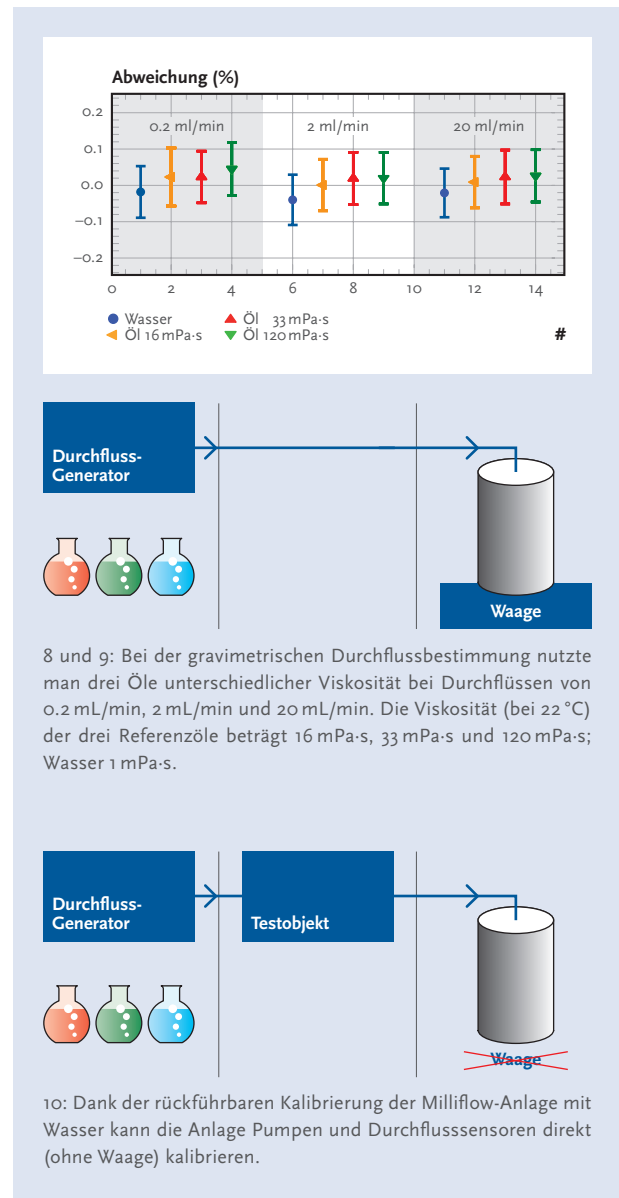 Abweichung (%)
0.2 ml/min 2 ml/min 20 ml/min
0.2
0.1
0.0
–0.1
–0.2
0 2 4 6 8 10 12 14
Wasser Öl 33 mPa·s
Öl 16 mPa·s Öl 120 mPa·s
#
Durchfluss-
Generator
Waage
8 und 9: Bei der gravimetrischen Durchflussbestimmung nutzte
man drei Öle unterschiedlicher Viskosität bei Durchflüssen von
0.2 mL/min, 2 mL/min und 20 mL/min. Die Viskosität (bei 22 °C)
der drei Referenzöle beträgt 16 mPa·s, 33 mPa·s und 120 mPa·s;
Wasser 1 mPa·s.
Durchfluss-
Generator
Testobjekt
Waage
10: Dank der rückführbaren Kalibrierung der Milliflow-Anlage mit
Wasser kann die Anlage Pumpen und Durchflusssensoren direkt
(ohne Waage) kalibrieren.